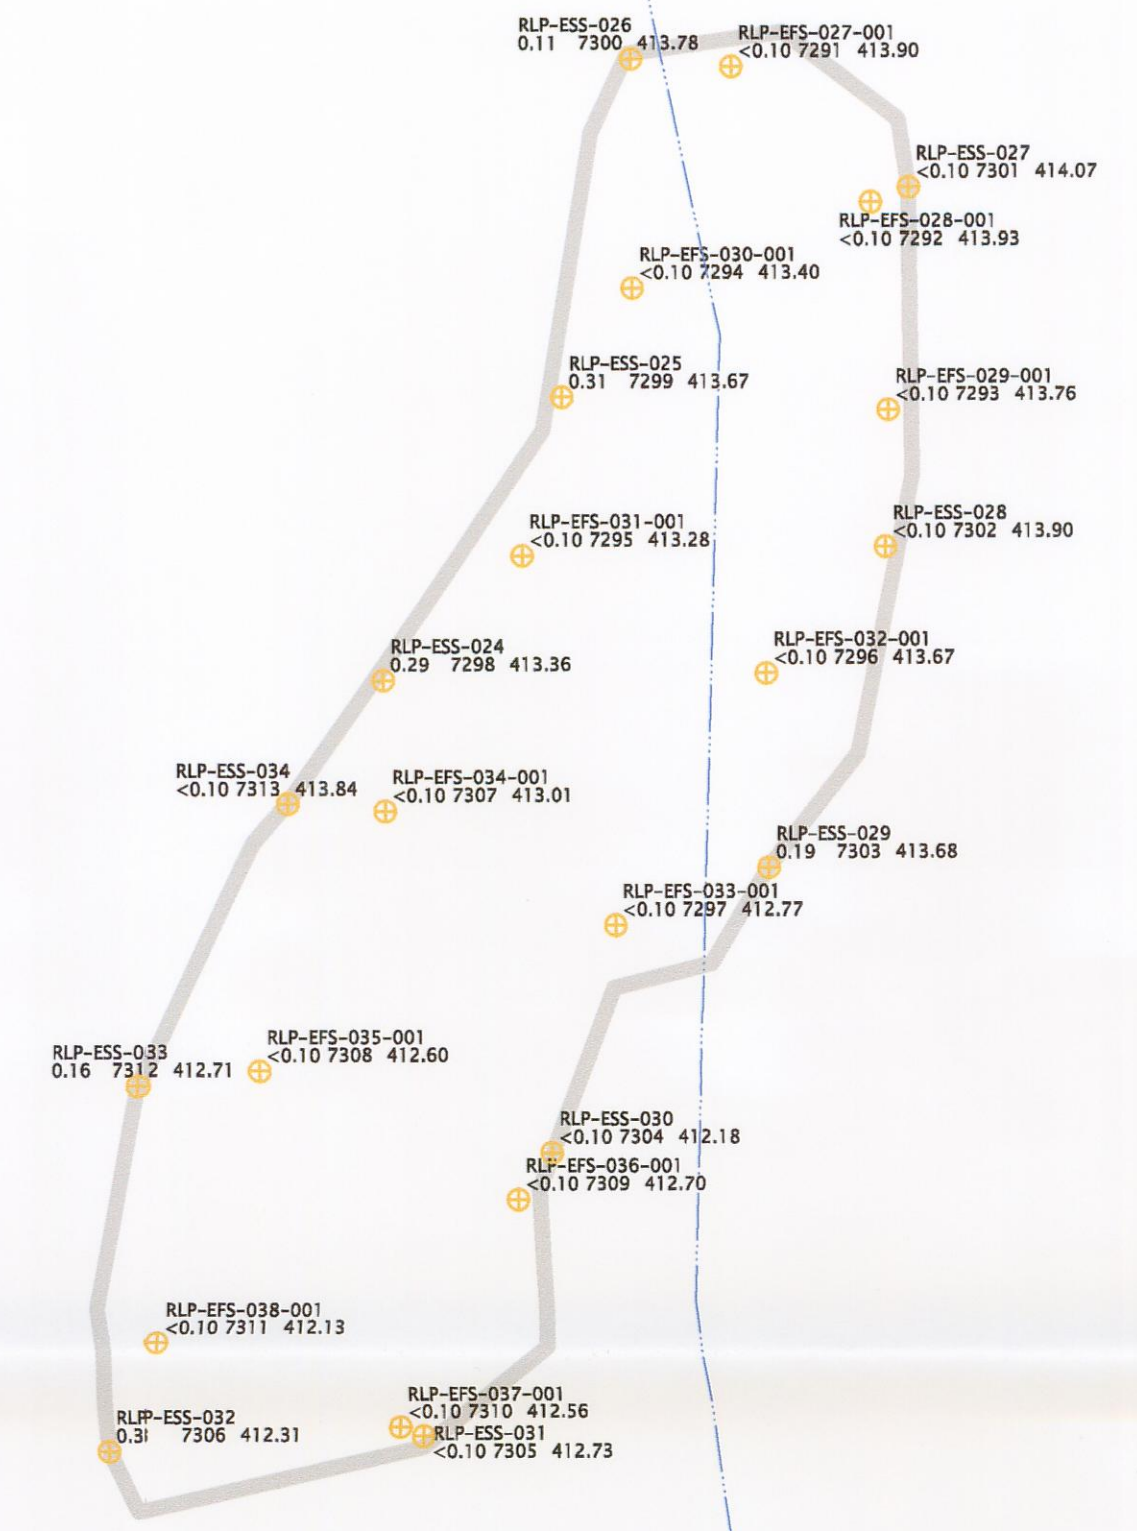 RLP-ESS-026
0.11 7300 413.78
RLP-EFS-027-001
<0.10 7291 413.90
RLP-ESS-027
<0.10 7301 414.07
RLP-EFS-028-001
<0.10 7292 413.93
RLP-EFS-030-001
<0.10 7294 413.40
RLP-ESS-025
0.31 7299 413.67
RLP-EFS-029-001
<0.10 7293 413.76
RLP-EFS-031-001
<0.10 7295 413.28
RLP-ESS-028
<0.10 7302 413.90
RLP-EFS-032-001
<0.10 7296 413.67
RLP-ESS-024
0.29 7298 413.36
RLP-ESS-034
<0.10 7313 413.84
RLP-EFS-034-001
<0.10 7307 413.01
RLP-ESS-029
0.19 7303 413.68
RLP-EFS-033-001
<0.10 7297 412.77
RLP-EFS-035-001
<0.10 7308 412.60
RLP-ESS-033
0.16 7312 412.71
RLP-ESS-030
<0.10 7304 412.18
RLP-EFS-036-001
<0.10 7309 412.70
RLP-EFS-038-001
<0.10 7311 412.13
RLP-EFS-037-001
<0.10 7310 412.56
RLP-ESS-032
7306 412.31
RLP-ESS-031
<0.10 7305 412.73